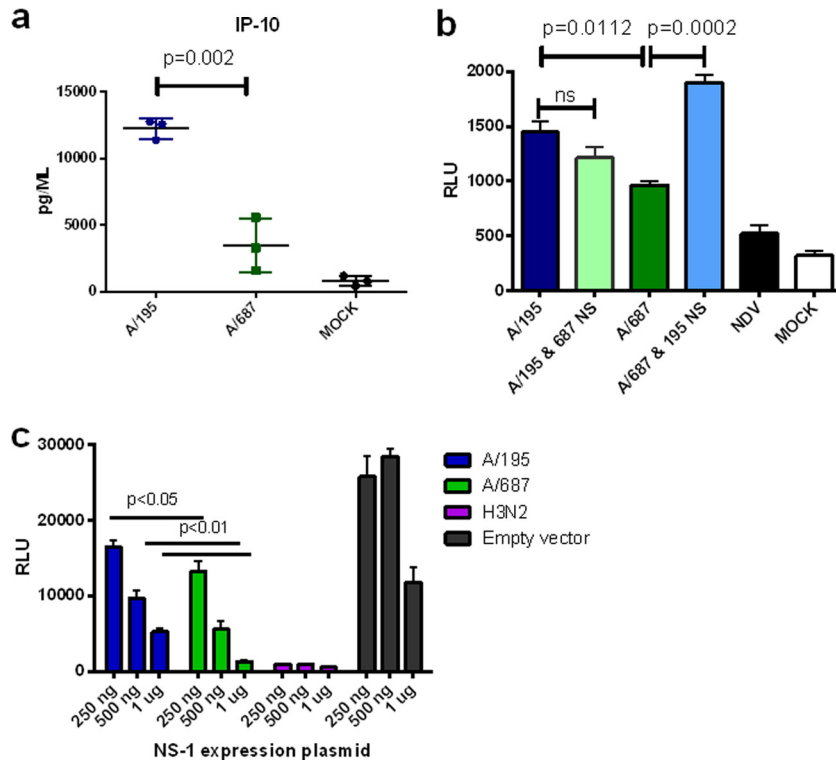 a
IP-10
p=0.002
15000
10000
5000
0
pg/ML
A/195
A/687
MOCK
b
p=0.0112 p=0.0002
ns
2000
1500
1000
500
0
RLU
A/195
A/195 & 687 NS
A/687
A/687 & 195 NS
NDV
MOCK
c
30000
20000
10000
0
RLU
p<0.05
p<0.01
250 ng
500 ng
1 ug
250 ng
500 ng
1 ug
250 ng
500 ng
1 ug
250 ng
500 ng
1 ug
NS-1 expression plasmid
A/195
A/687
H3N2
Empty vector